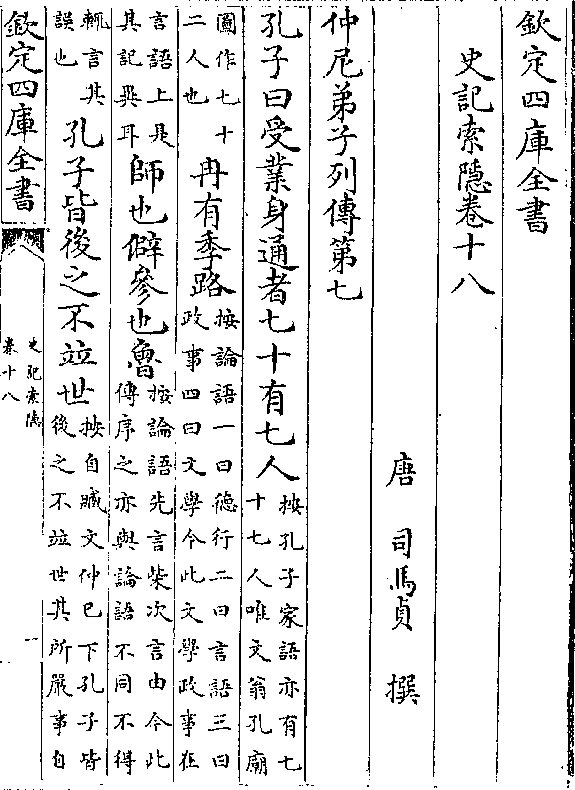 欽定四庫全書
史記索隱卷十八
唐 司馬貞 撰
仲尼弟子列傳第七
孔子曰受業身通者七十有七人
按孔子家語亦有七
十七人唯文翁孔廟
圖作七十
二人也
冉有季路
按論語一曰德行二曰言語三曰
政事四曰文學今此文學政事在
言語上是
其記異耳
師也僻參也魯
按論語先言柴次言由今此
傳序之亦與論語不同不得
輒言其
誤也
孔子皆後之不竝世
按自臧文仲已下孔子皆
後之不竝世其所嚴事自
欽定四庫全書
史記索隱
卷十八
一